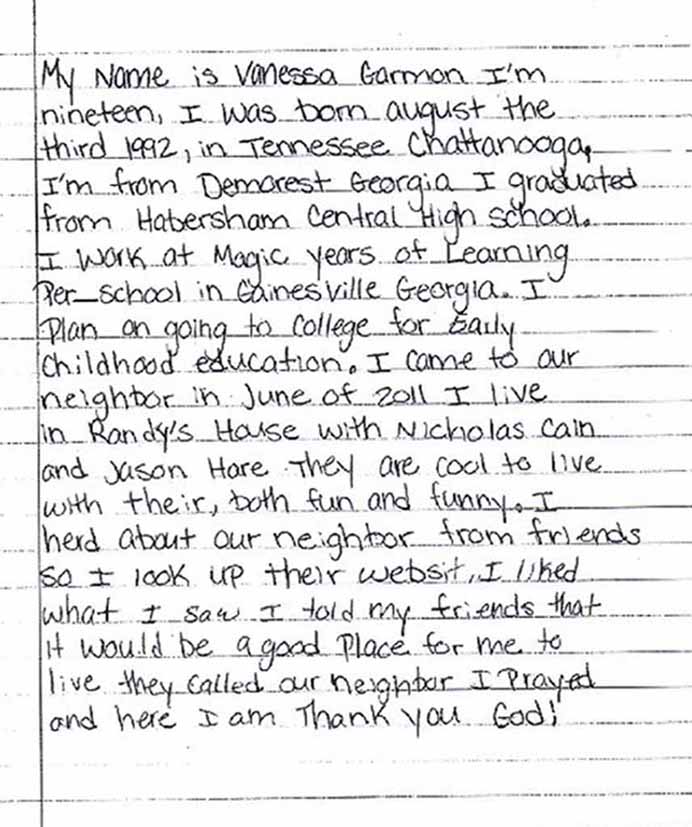 My Name is Vanessa Garmon I'm
nineteen, I was born august the
third 1992, in Tennessee Chattanooga,
I'm from Demorest Georgia I graduated
from Habersham Central High school.
I work at Magic years of Learning
Per-school in Gainesville Georgia. I
Plan on going to college for Early
childhood education. I came to our
neighbor in June of 2011 I live
in Randy's House with Nicholas Cain
and Jason Hare They are cool to live
with their, both fun and funny. I
herd about our neighbor from friends
so I look up their websit, I liked
what I saw I told my friends that
it would be a good Place for me to
live they called our neighbor I Prayed
and here I am Thank you God!